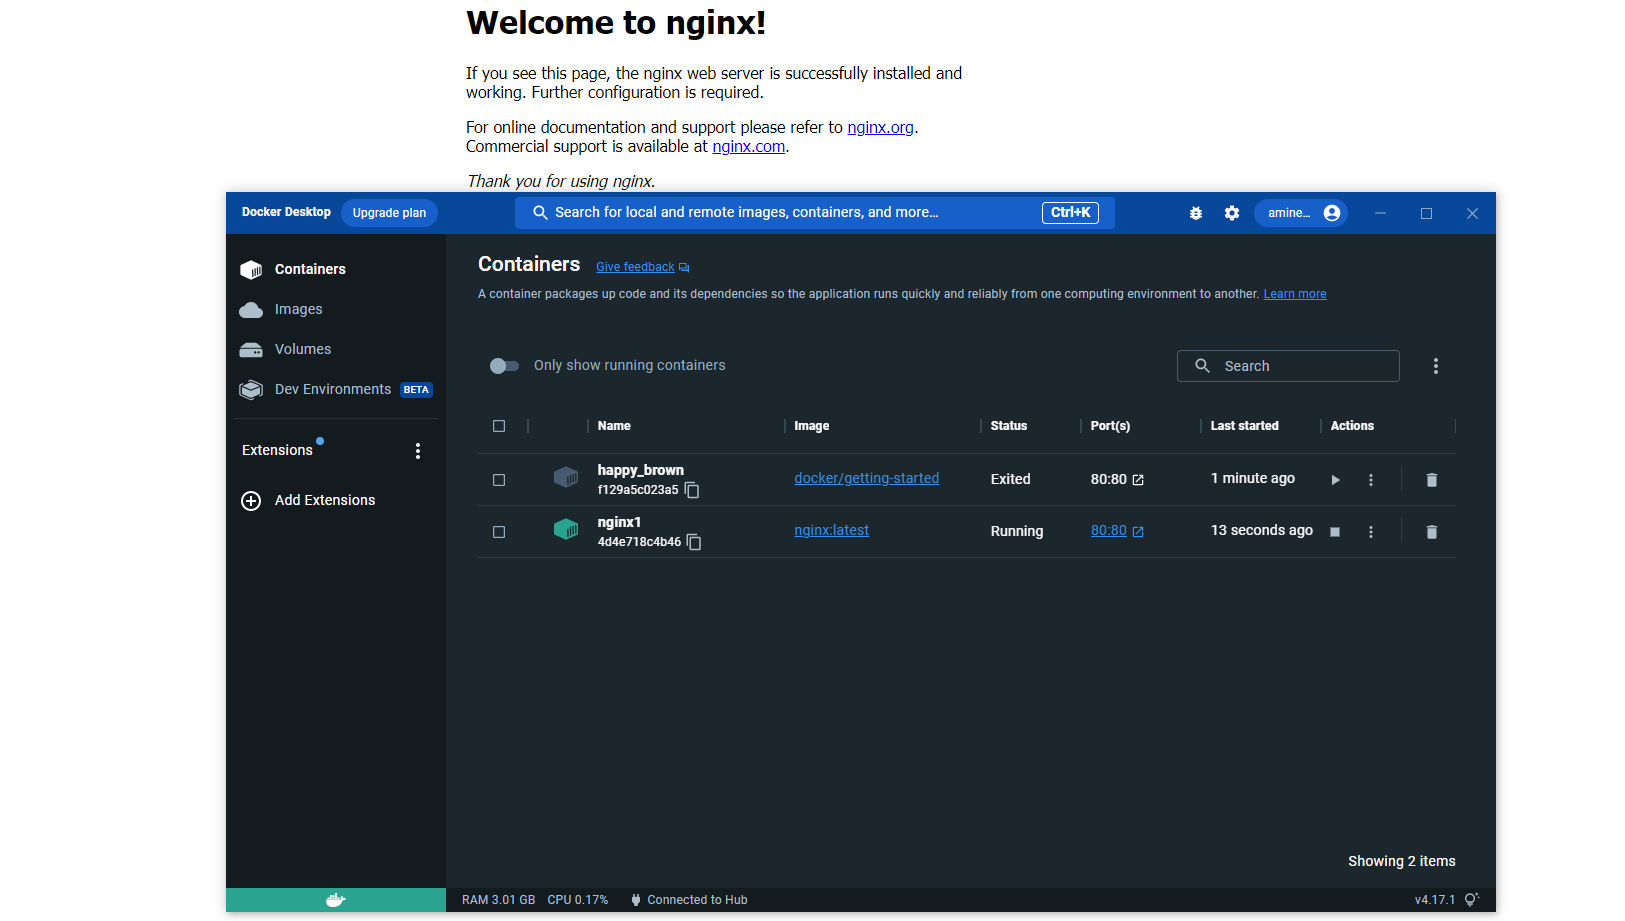 Welcome to nginx!
If you see this page, the nginx web server is successfully installed and
working. Further configuration is required.
For online documentation and support please refer to nginx.org.
Commercial support is available at nginx.com.
Thank you for using nginx.
Docker Desktop Upgrade plan Search for local and remote images, containers, and more... Ctrl+K amine...
Containers
Images
Volumes
Dev Environments BETA
Extensions
Add Extensions
Containers Give feedback
A container packages up code and its dependencies so the application runs quickly and reliably from one computing environment to another. Learn more
Only show running containers Search
Name Image Status Port(s) Last started Actions
happy_brown docker/getting-started Exited 80:80 1 minute ago
f129a5c023a5
nginx1 nginx:latest Running 80:80 13 seconds ago
4d4e718c4b46
Showing 2 items
RAM 3.01 GB CPU 0.17% Connected to Hub v4.17.1